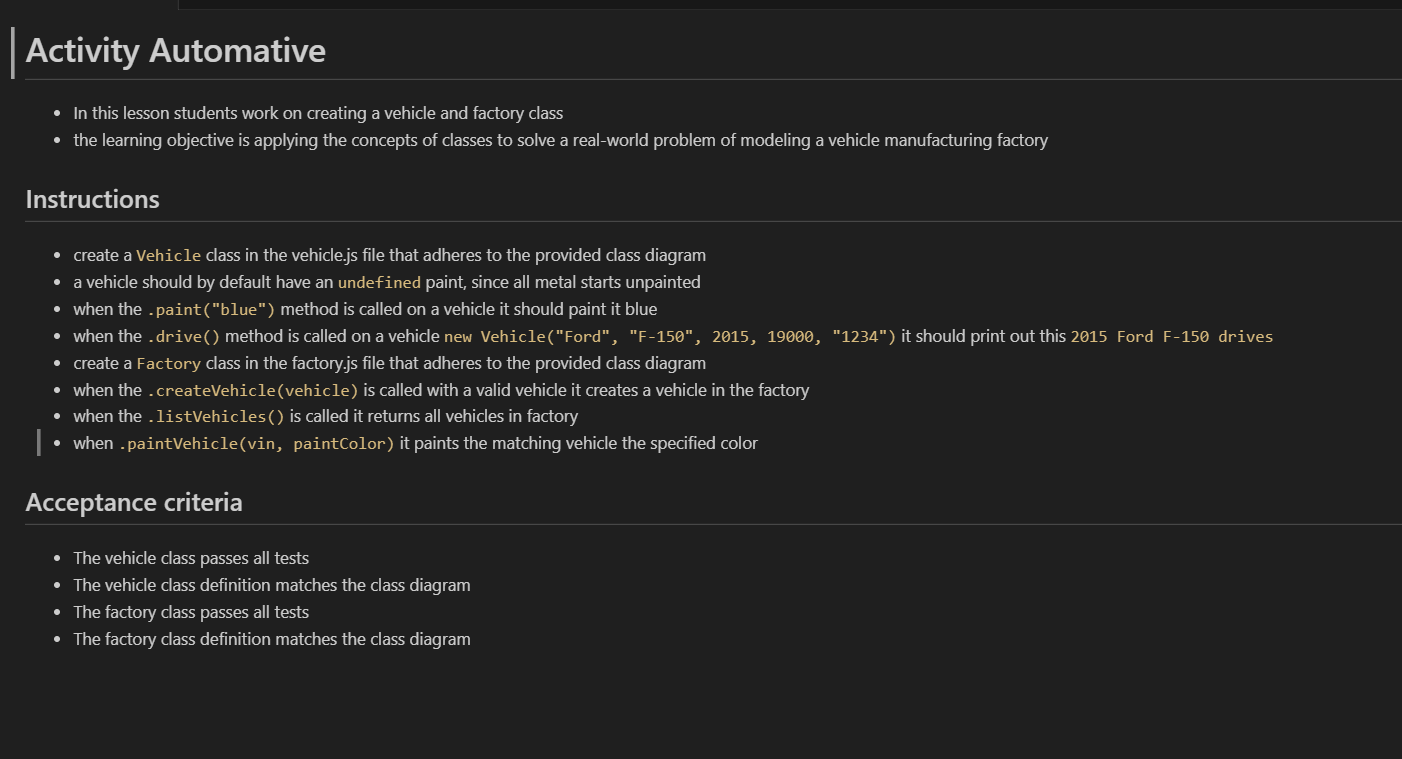 Activity Automative
In this lesson students work on creating a vehicle and factory class
the learning objective is applying the concepts of classes to solve a real-world problem of modeling a vehicle manufacturing factory
Instructions
create a Vehicle class in the vehicle.js file that adheres to the provided class diagram
a vehicle should by default have an undefined paint, since all metal starts unpainted
when the .paint("blue") method is called on a vehicle it should paint it blue
when the .drive() method is called on a vehicle new Vehicle("Ford", "F-150", 2015, 19000, "1234") it should print out this 2015 Ford F-150 drives
create a Factory class in the factory.js file that adheres to the provided class diagram
when the .createVehicle(vehicle) is called with a valid vehicle it creates a vehicle in the factory
when the .listVehicles() is called it returns all vehicles in factory
when .paintVehicle(vin, paintColor) it paints the matching vehicle the specified color
Acceptance criteria
The vehicle class passes all tests
The vehicle class definition matches the class diagram
The factory class passes all tests
The factory class definition matches the class diagram